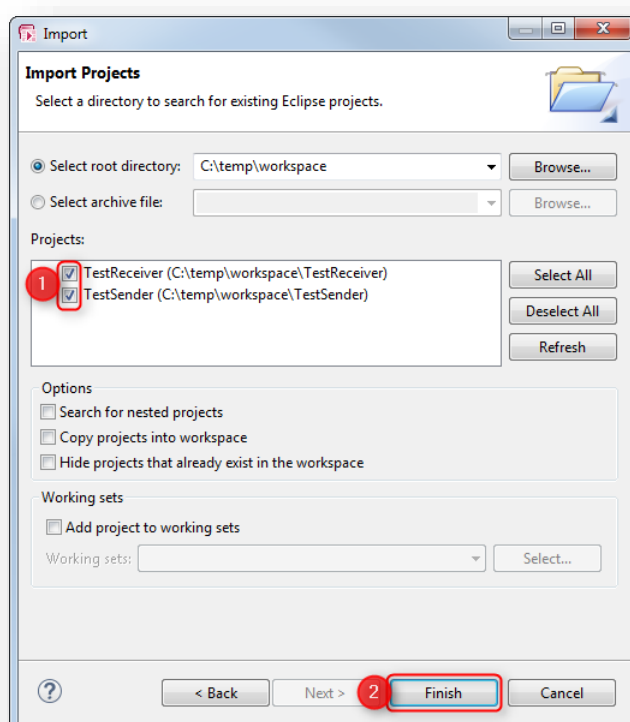 Import
Import Projects
Select a directory to search for existing Eclipse projects.
Select root directory: C:\temp\workspace Browse...
Select archive file: Browse...
Projects:
1 TestReceiver (C:\temp\workspace\TestReceiver) Select All
TestSender (C:\temp\workspace\TestSender)
Deselect All
Refresh
Options
Search for nested projects
Copy projects into workspace
Hide projects that already exist in the workspace
Working sets
Add project to working sets
Working sets: Select...
? < Back Next > 2 Finish Cancel